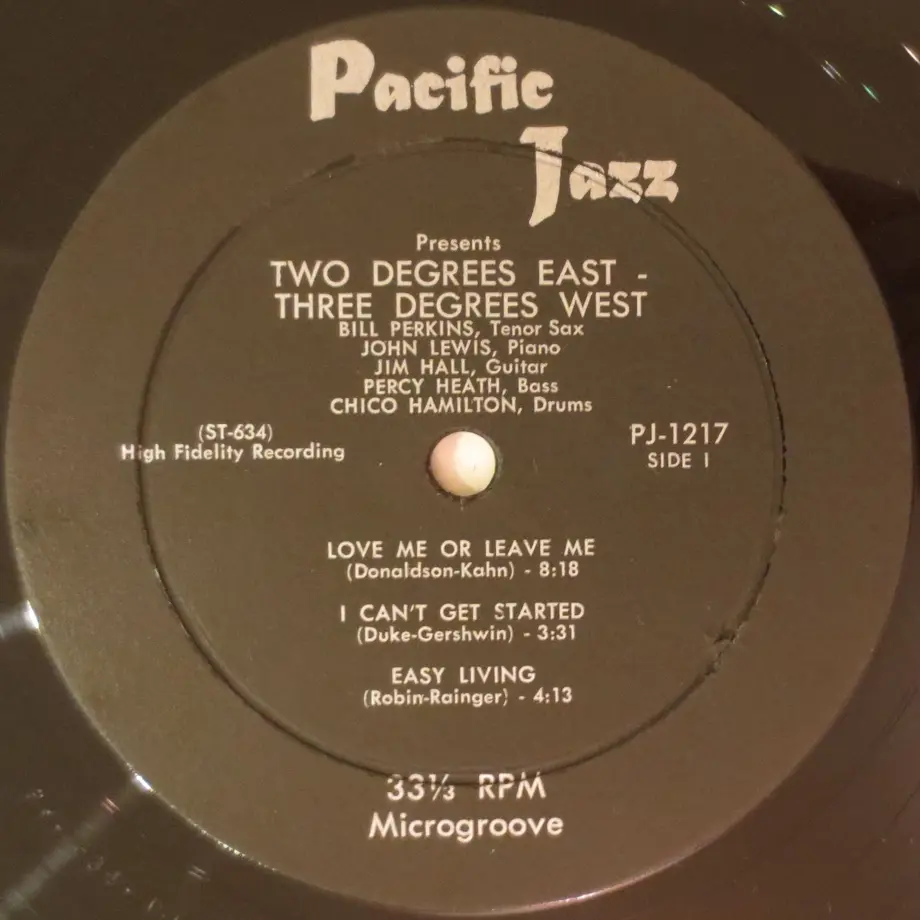 Pacific
Jazz
Presents
TWO DEGREES EAST -
THREE DEGREES WEST
BILL PERKINS, Tenor Sax
JOHN LEWIS, Piano
JIM HALL, Guitar
PERCY HEATH, Bass
CHICO HAMILTON, Drums
(ST-634)
High Fidelity Recording
PJ-1217
SIDE 1
LOVE ME OR LEAVE ME
(Donaldson-Kahn) - 8:18
I CAN'T GET STARTED
(Duke-Gershwin) - 3:31
EASY LIVING
(Robin-Rainger) - 4:13
33⅓ RPM
Microgroove